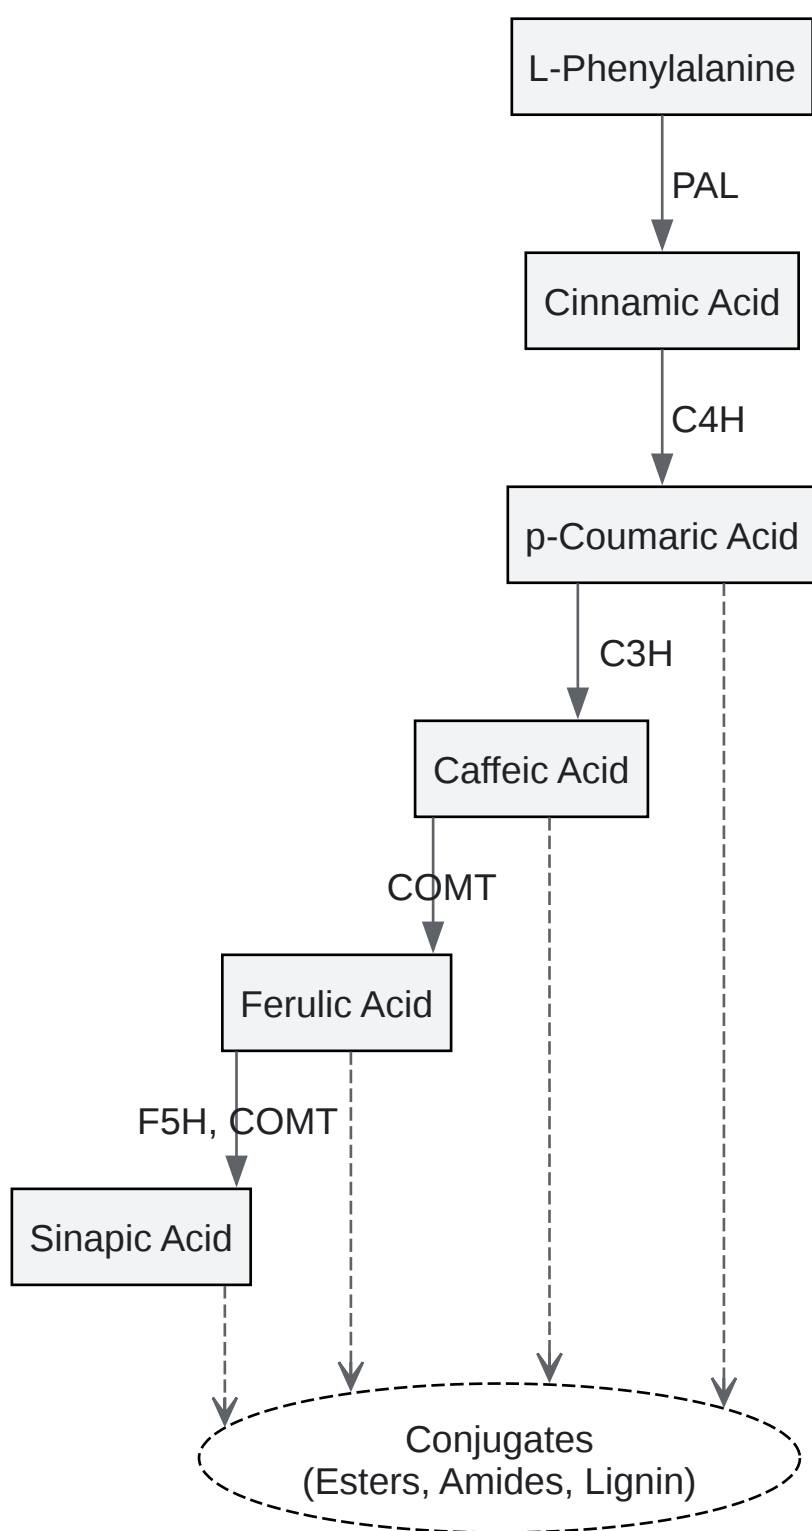 L-Phenylalanine
PAL
Cinnamic Acid
C4H
p-Coumaric Acid
C3H
Caffeic Acid
COMT
Ferulic Acid
F5H, COMT
Sinapic Acid
Conjugates
(Esters, Amides, Lignin)